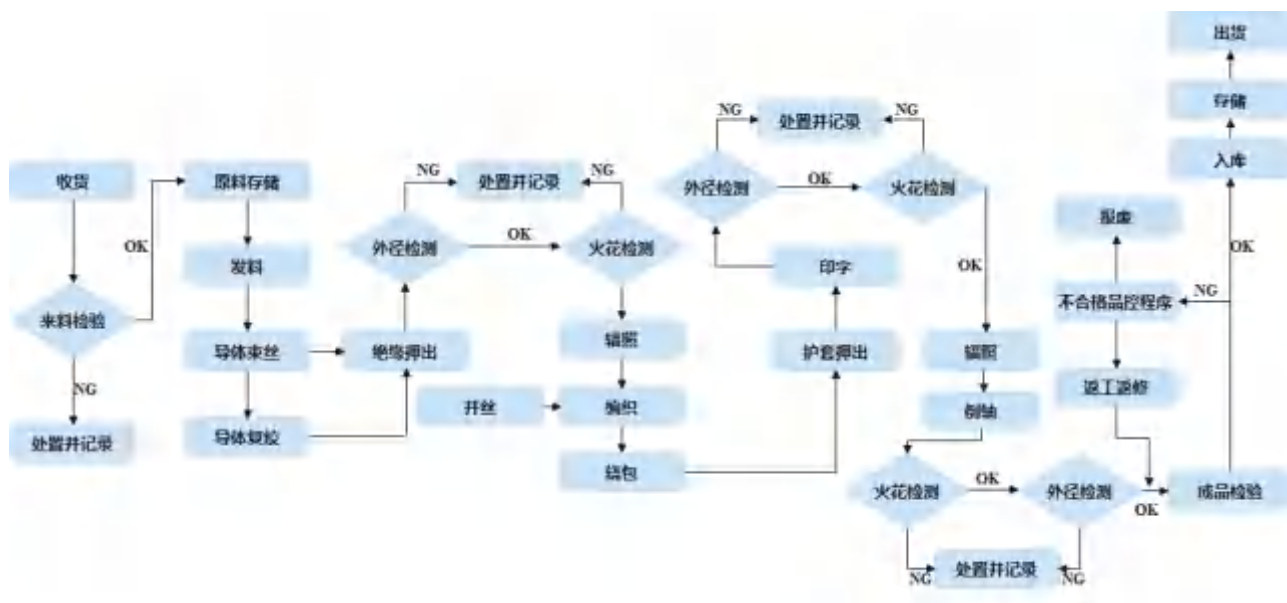 收货
来料检验
OK
NG
处置并记录
原料存储
发料
导体束丝
导体复绞
绝缘押出
外径检测
NG
处置并记录
NG
OK
火花检测
辐照
开丝
编织
绕包
护套押出
印字
外径检测
NG
处置并记录
NG
OK
火花检测
OK
辐照
倒轴
火花检测
OK
外径检测
NG
处置并记录
NG
OK
成品检验
NG
不合格品控程序
报废
返工返修
OK
入库
存储
出货